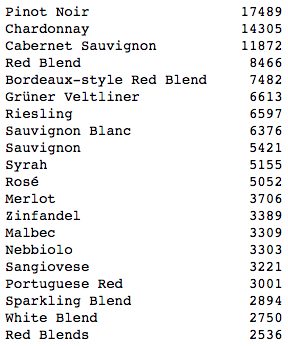 Pinot Noir 17489
Chardonnay 14305
Cabernet Sauvignon 11872
Red Blend 8466
Bordeaux-style Red Blend 7482
Grüner Veltliner 6613
Riesling 6597
Sauvignon Blanc 6376
Sauvignon 5421
Syrah 5155
Rosé 5052
Merlot 3706
Zinfandel 3389
Malbec 3309
Nebbiolo 3303
Sangiovese 3221
Portuguese Red 3001
Sparkling Blend 2894
White Blend 2750
Red Blends 2536